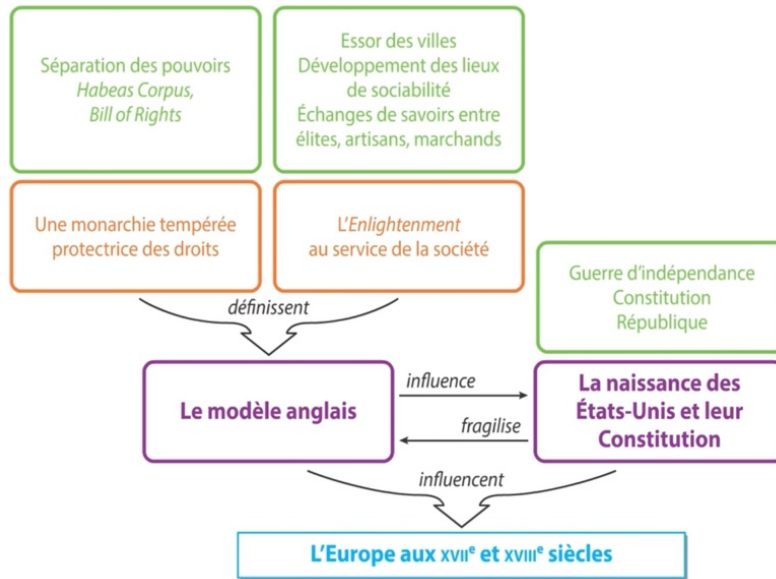 Séparation des pouvoirs
Habeas Corpus,
Bill of Rights
Essor des villes
Développement des lieux
de sociabilité
Échanges de savoirs entre
élites, artisans, marchands
Une monarchie tempérée
protectrice des droits
L'Enlightenment
au service de la société
Guerre d'indépendance
Constitution
République
définissent
Le modèle anglais
influence
fragilise
La naissance des
États-Unis et leur
Constitution
influencent
L'Europe aux XVIIe et XVIIIe siècles